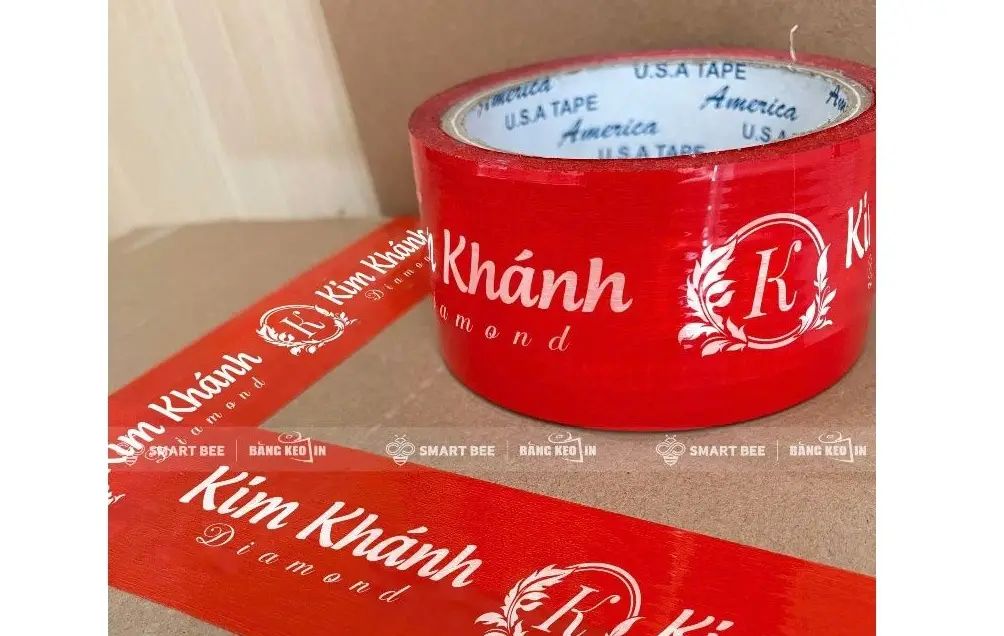 U.S.A TAPE
America
U.S.A TAPE
America
America
U.S.A
U.S.A TAPE
Khánh
K
Kim Khánh
Diamond
K
Kim Khánh
Diamond
SMART BEE
BĂNG KEO IN
SMART BEE
BĂNG KEO IN
SMART BEE
BĂNG KEO IN
Kim Khánh
Diamond
K